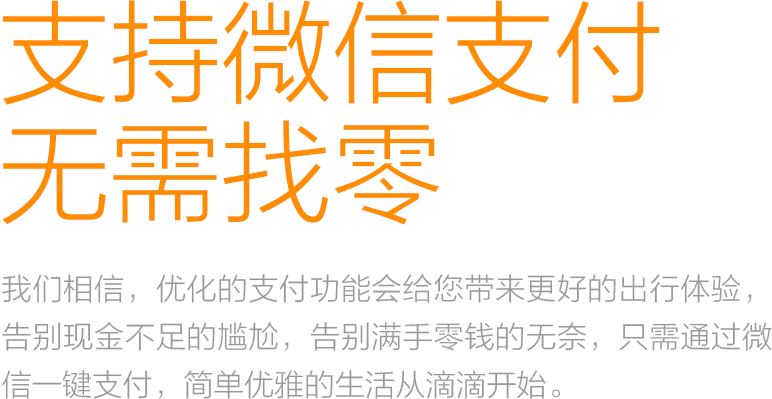 支持微信支付
无需找零
我们相信，优化的支付功能会给您带来更好的出行体验，
告别现金不足的尴尬，告别满手零钱的无奈，只需通过微
信一键支付，简单优雅的生活从滴滴开始。